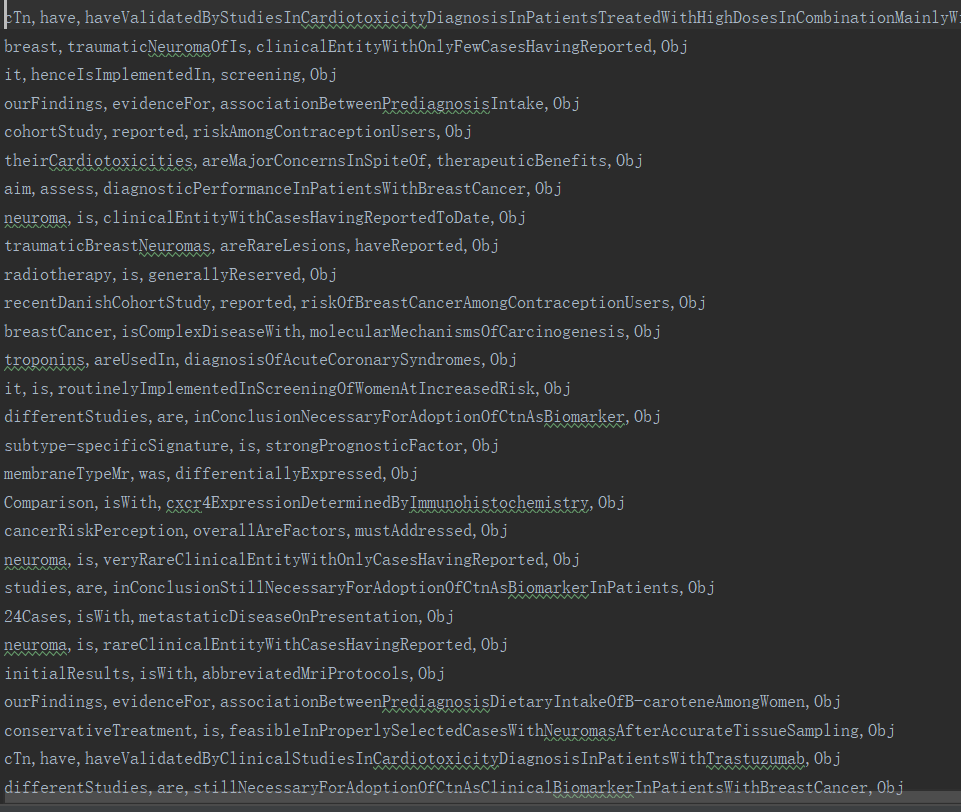 cTn,have,haveValidatedByStudiesInCardiotoxicityDiagnosisInPatientsTreatedWithHighDosesInCombinationMainlyWi
breast,traumaticNeuromaOfIs,clinicalEntityWithOnlyFewCasesHavingReported,Obj
it,henceIsImplementedIn,screening,Obj
ourFindings,evidenceFor,associationBetweenPrediagnosisIntake,Obj
cohortStudy,reported,riskAmongContraceptionUsers,Obj
theirCardiotoxicities,areMajorConcernsInSpiteOf,therapeuticBenefits,Obj
aim,assess,diagnosticPerformanceInPatientsWithBreastCancer,Obj
neuroma,is,clinicalEntityWithCasesHavingReportedToDate,Obj
traumaticBreastNeuromas,areRareLesions,haveReported,Obj
radiotherapy,is,generallyReserved,Obj
recentDanishCohortStudy,reported,riskOfBreastCancerAmongContraceptionUsers,Obj
breastCancer,isComplexDiseaseWith,molecularMechanismsOfCarcinogenesis,Obj
troponins,areUsedIn,diagnosisOfAcuteCoronarySyndromes,Obj
it,is,routinelyImplementedInScreeningOfWomenAtIncreasedRisk,Obj
differentStudies,are,inConclusionNecessaryForAdoptionOfCtnAsBiomarker,Obj
subtype-specificSignature,is,strongPrognosticFactor,Obj
membraneTypeMr,was,differentiallyExpressed,Obj
Comparison,isWith,cxcr4ExpressionDeterminedByImmunohistochemistry,Obj
cancerRiskPerception,overallAreFactors,mustAddressed,Obj
neuroma,is,veryRareClinicalEntityWithOnlyCasesHavingReported,Obj
studies,are,inConclusionStillNecessaryForAdoptionOfCtnAsBiomarkerInPatients,Obj
24Cases,isWith,metastaticDiseaseOnPresentation,Obj
neuroma,is,rareClinicalEntityWithCasesHavingReported,Obj
initialResults,isWith,abbreviatedMriProtocols,Obj
ourFindings,evidenceFor,associationBetweenPrediagnosisDietaryIntakeOfB-caroteneAmongWomen,Obj
conservativeTreatment,is,feasibleInProperlySelectedCasesWithNeuromasAfterAccurateTissueSampling,Obj
cTn,have,haveValidatedByClinicalStudiesInCardiotoxicityDiagnosisInPatientsWithTrastuzumab,Obj
differentStudies,are,stillNecessaryForAdoptionOfCtnAsClinicalBiomarkerInPatientsWithBreastCancer,Obj